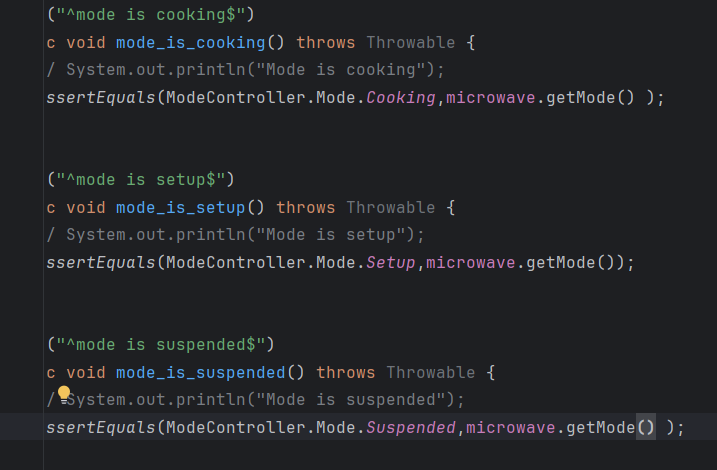 ("^mode is cooking$")
c void mode_is_cooking() throws Throwable {
/ System.out.println("Mode is cooking");
ssertEquals(ModeController.Mode.Cooking,microwave.getMode() );
("^mode is setup$")
c void mode_is_setup() throws Throwable {
/ System.out.println("Mode is setup");
ssertEquals(ModeController.Mode.Setup,microwave.getMode());
("^mode is suspended$")
c void mode_is_suspended() throws Throwable {
/ System.out.println("Mode is suspended");
ssertEquals(ModeController.Mode.Suspended,microwave.getMode() );